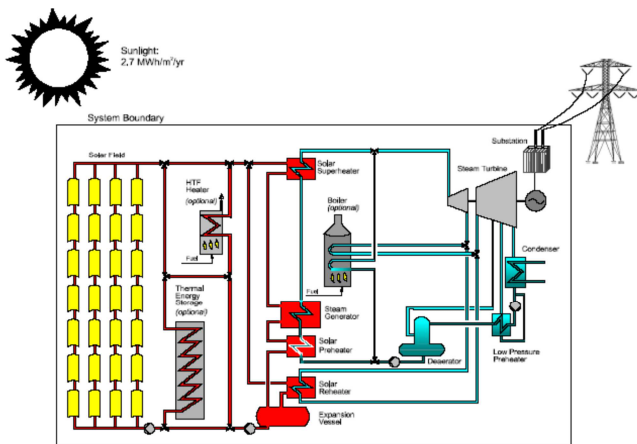 Sunlight:
2,7 MWh/m²/yr
System Boundary
Substation
Solar Field
HTF
Heater
(optional)
Fuel
Solar
Superheater
Boiler
(optional)
Steam Turbine
Condenser
Fuel
Thermal
Energy
Storage
(optional)
Steam
Generator
Solar
Preheater
Deaerator
Low Pressure
Preheater
Solar
Reheater
Expansion
Vessel